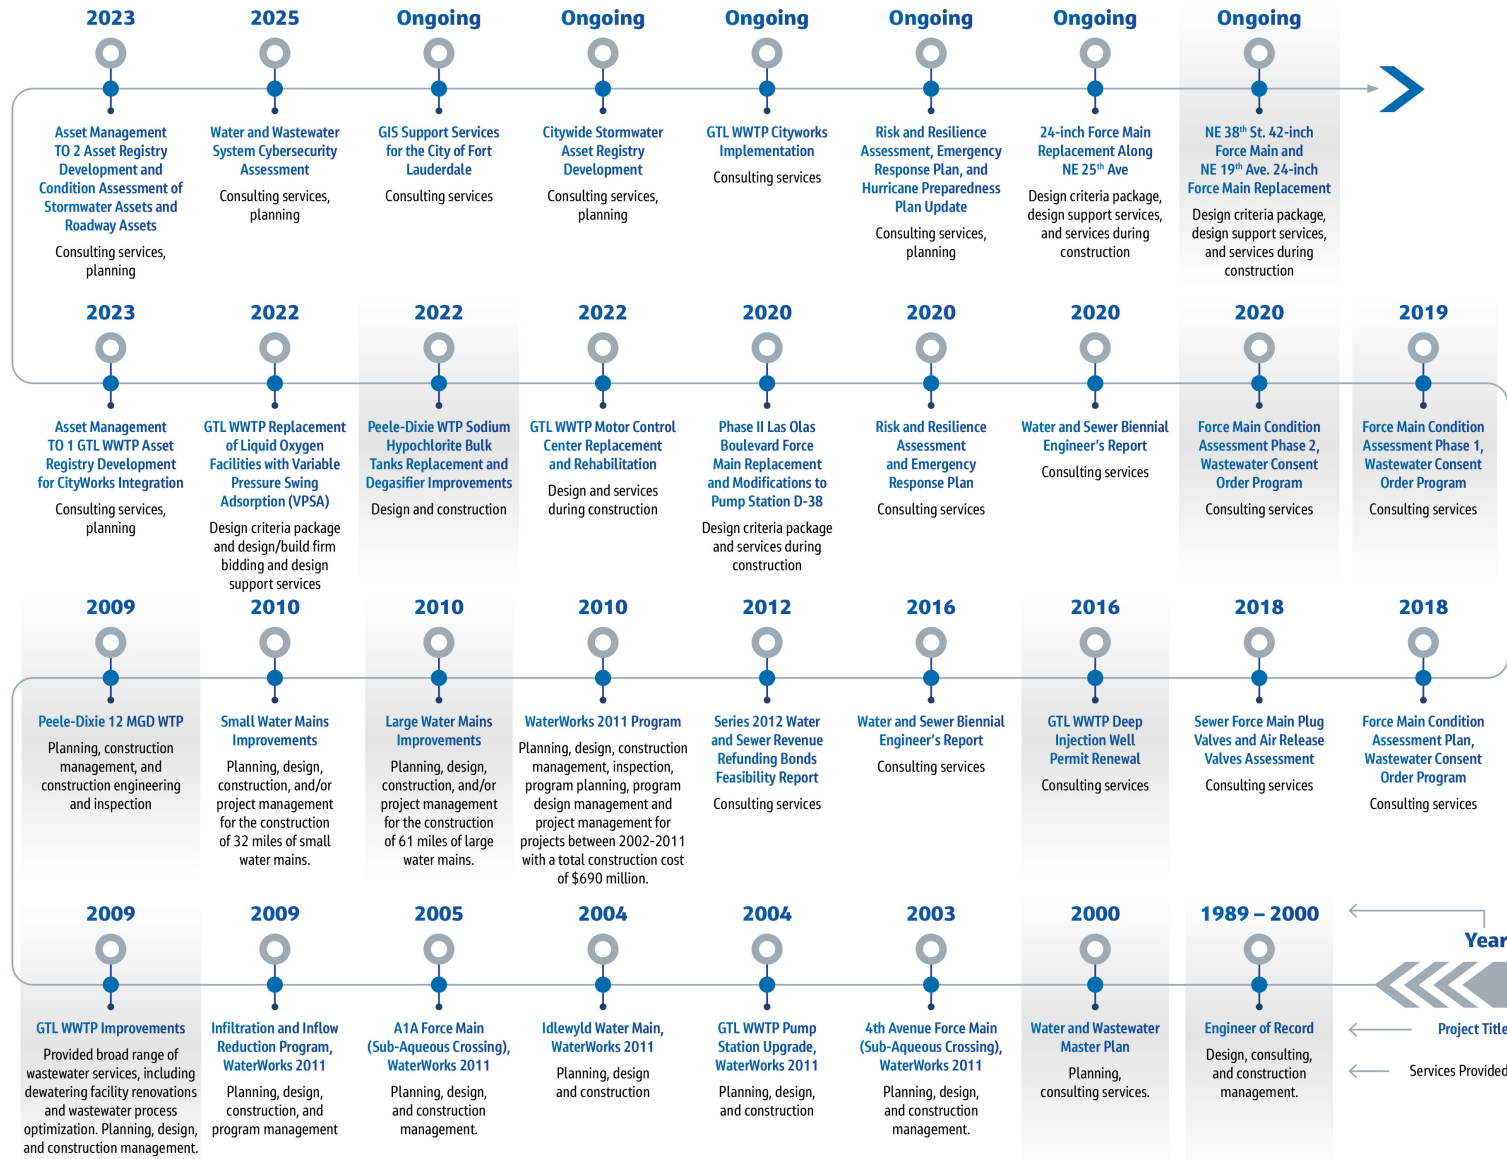 2023
Asset Management
TO 2 Asset Registry
Development and
Condition Assessment of
Stormwater Assets and
Roadway Assets
Consulting services,
planning
2025
Water and Wastewater
System Cybersecurity
Assessment
Consulting services,
planning
Ongoing
GIS Support Services
for the City of Fort
Lauderdale
Consulting services
Ongoing
Citywide Stormwater
Asset Registry
Development
Consulting services,
planning
Ongoing
GTL WWTP Cityworks
Implementation
Consulting services
Ongoing
Risk and Resilience
Assessment, Emergency
Response Plan, and
Hurricane Preparedness
Plan Update
Consulting services,
planning
Ongoing
24-inch Force Main
Replacement Along
NE 25th Ave
Design criteria package,
design support services,
and services during
construction
Ongoing
NE 38th St. 42-inch
Force Main and
NE 19th Ave. 24-inch
Force Main Replacement
Design criteria package,
design support services,
and services during
construction
2023
Asset Management
TO 1 GTL WWTP Asset
Registry Development
for CityWorks Integration
Consulting services,
planning
2022
GTL WWTP Replacement
of Liquid Oxygen
Facilities with Variable
Pressure Swing
Adsorption (VPSA)
Design criteria package
and design/build firm
bidding and design
support services
2022
Peele-Dixie WTP Sodium
Hypochlorite Bulk
Tanks Replacement and
Degasifier Improvements
Design and construction
2022
GTL WWTP Motor Control
Center Replacement
and Rehabilitation
Design and services
during construction
2020
Phase II Las Olas
Boulevard Force
Main Replacement
and Modifications to
Pump Station D-38
Design criteria package
and services during
construction
2020
Risk and Resilience
Assessment
and Emergency
Response Plan
Consulting services
2020
Water and Sewer Biennial
Engineer's Report
Consulting services
2020
Force Main Condition
Assessment Phase 2,
Wastewater Consent
Order Program
Consulting services
2019
Force Main Condition
Assessment Phase 1,
Wastewater Consent
Order Program
Consulting services
2009
Peele-Dixie 12 MGD WTP
Planning, construction
management, and
construction engineering
and inspection
2010
Small Water Mains
Improvements
Planning, design,
construction, and/or
project management
for the construction
of 32 miles of small
water mains.
2010
Large Water Mains
Improvements
Planning, design,
construction, and/or
project management
for the construction
of 61 miles of large
water mains.
2010
WaterWorks 2011 Program
Planning, design, construction
management, inspection,
program planning, program
design management and
project management for
projects between 2002-2011
with a total construction cost
of $690 million.
2012
Series 2012 Water
and Sewer Revenue
Refunding Bonds
Feasibility Report
Consulting services
2016
Water and Sewer Biennial
Engineer's Report
Consulting services
2016
GTL WWTP Deep
Injection Well
Permit Renewal
Consulting services
2018
Sewer Force Main Plug
Valves and Air Release
Valves Assessment
Consulting services
2018
Force Main Condition
Assessment Plan,
Wastewater Consent
Order Program
Consulting services
2009
GTL WWTP Improvements
Provided broad range of
wastewater services, including
dewatering facility renovations
and wastewater process
optimization. Planning, design,
and construction management.
2009
Infiltration and Inflow
Reduction Program,
WaterWorks 2011
Planning, design,
construction, and
program management
2005
A1A Force Main
(Sub-Aqueous Crossing),
WaterWorks 2011
Planning, design,
and construction
management.
2004
Idlewyld Water Main,
WaterWorks 2011
Planning, design
and construction
2004
GTL WWTP Pump
Station Upgrade,
WaterWorks 2011
Planning, design,
and construction
2003
4th Avenue Force Main
(Sub-Aqueous Crossing),
WaterWorks 2011
Planning, design,
and construction
management.
2000
Water and Wastewater
Master Plan
Planning,
consulting services.
1989 – 2000
Engineer of Record
Design, consulting,
and construction
management.
Year
Project Title
Services Provided